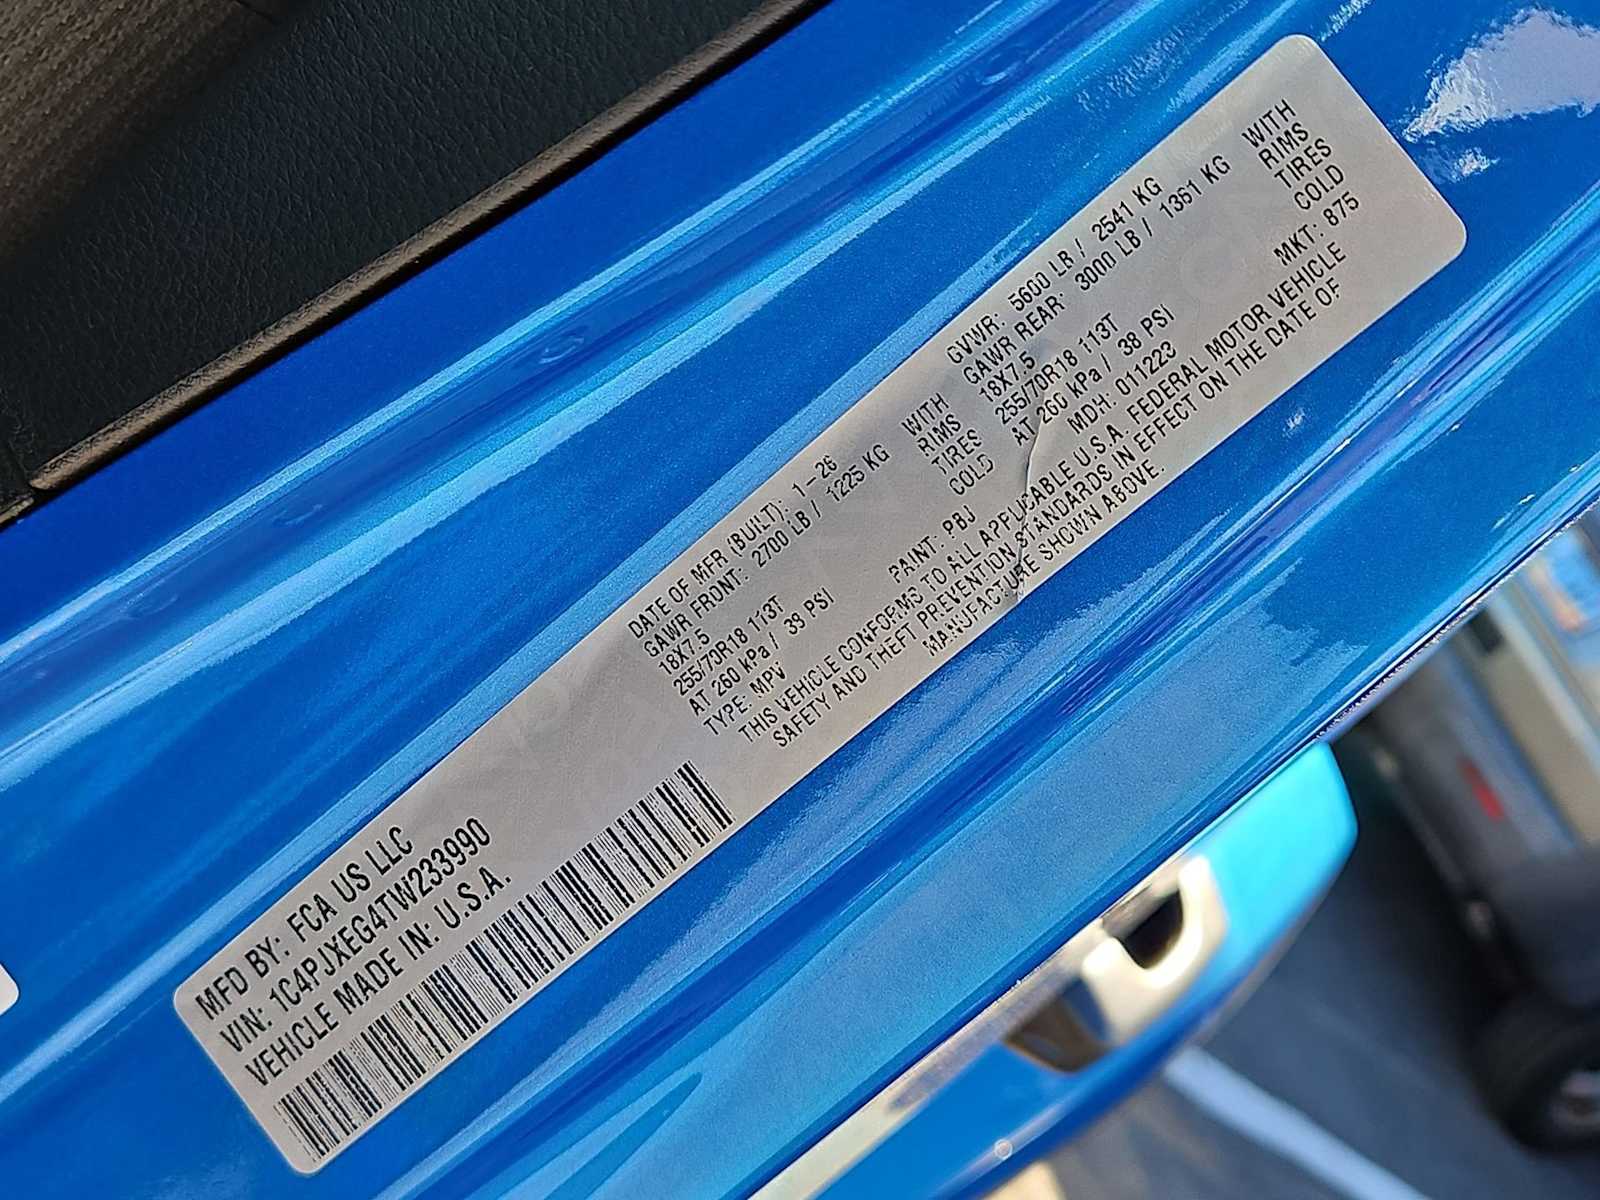 MFD BY: FCA US LLC
VIN: 1C4PJXEG4TW233990
VEHICLE MADE IN: U.S.A.
DATE OF MFR (BUILT): 1-26
GAWR FRONT: 2700 LB / 1225 KG WITH
18X7.5 RIMS
255/70R18 113T TIRES
AT 260 kPa / 38 PSI COLD
TYPE: MPV PAINT: PBJ
GVWR: 5600 LB / 2541 KG
GAWR REAR: 3000 LB / 1361 KG WITH
18X7.5 RIMS
255/70R18 113T TIRES
AT 260 kPa / 38 PSI COLD
MDH: 011223 MKT: 875
THIS VEHICLE CONFORMS TO ALL APPLICABLE U.S.A. FEDERAL MOTOR VEHICLE
SAFETY AND THEFT PREVENTION STANDARDS IN EFFECT ON THE DATE OF
MANUFACTURE SHOWN ABOVE.